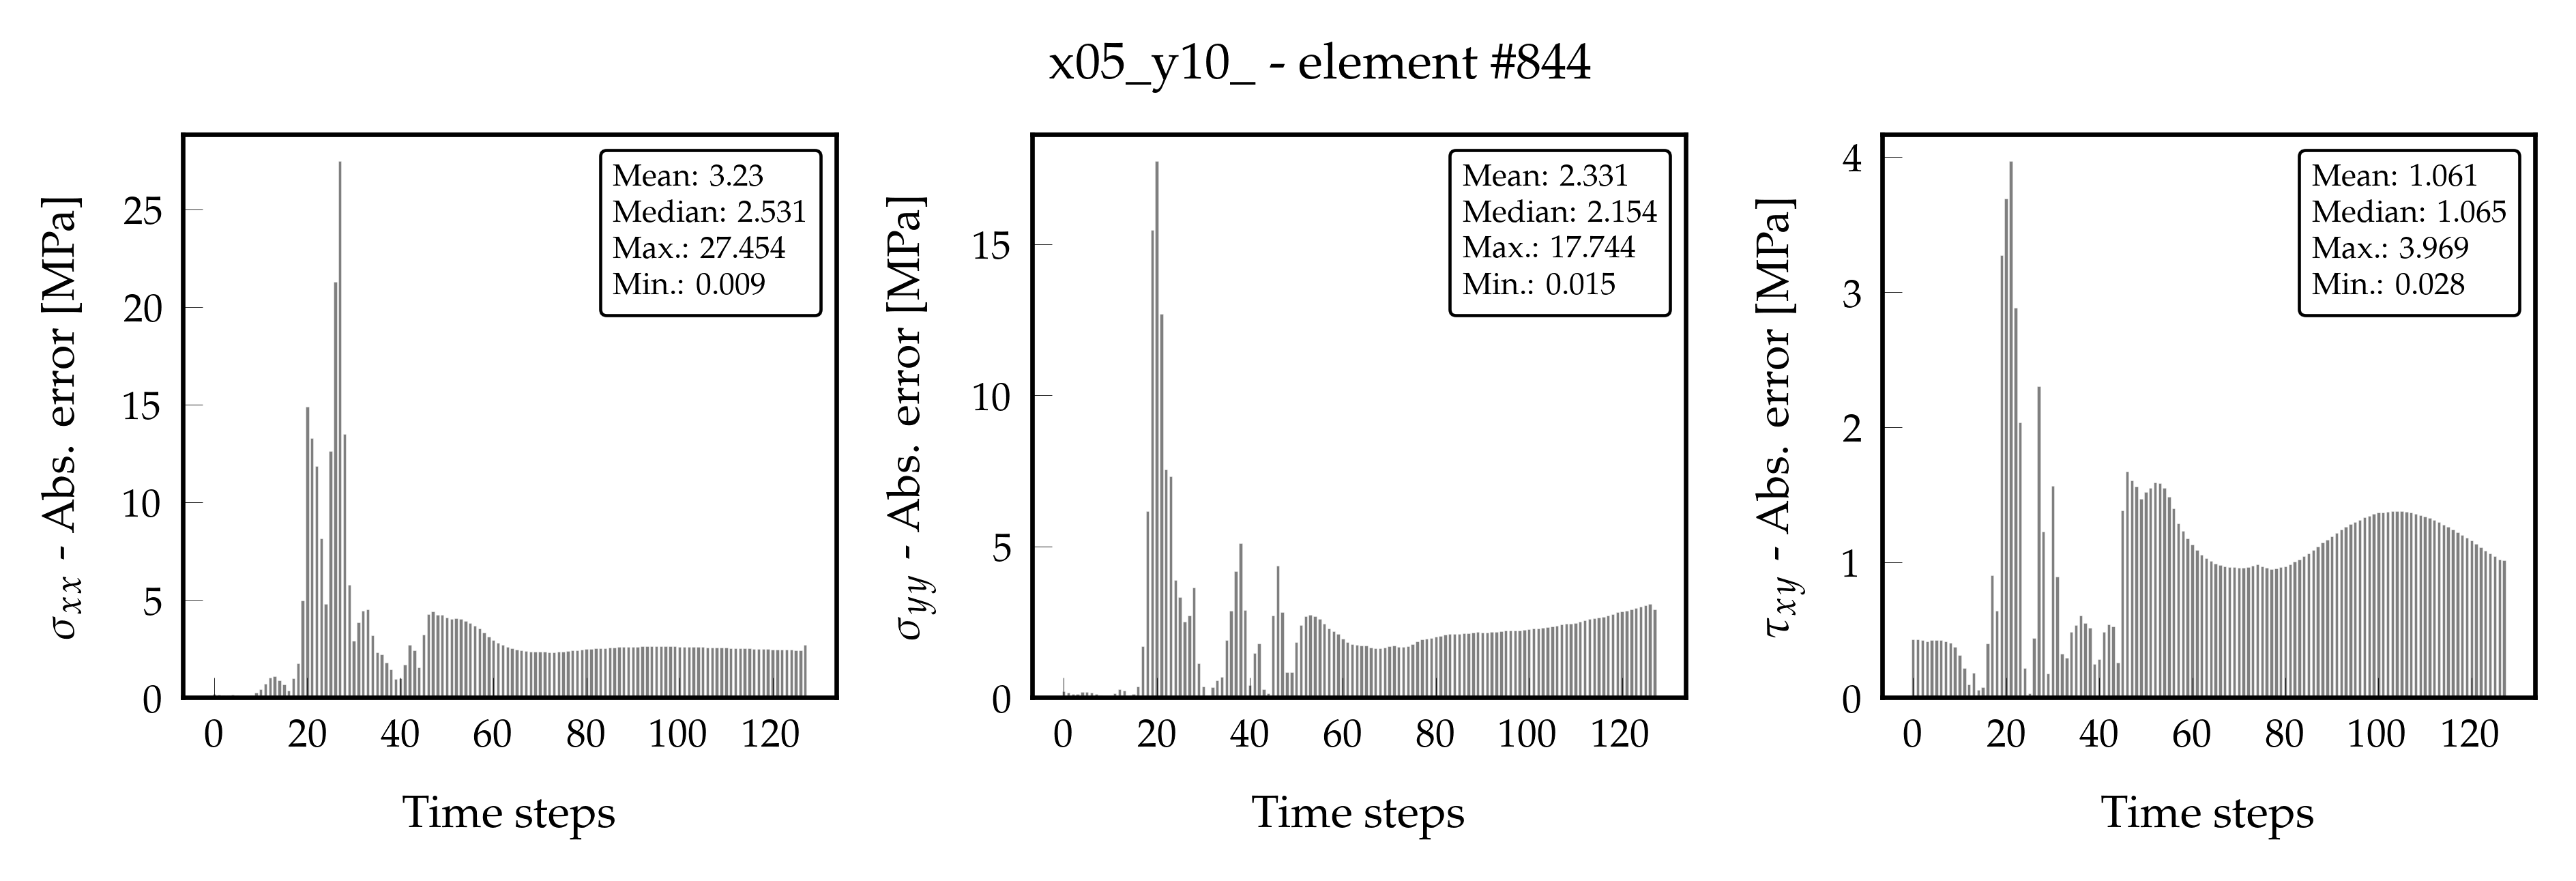 x05_y10_ - element #844
σxx - Abs. error [MPa]
25
20
15
10
5
0
Mean: 3.23
Median: 2.531
Max.: 27.454
Min.: 0.009
0 20 40 60 80 100 120
Time steps
σyy - Abs. error [MPa]
15
10
5
0
Mean: 2.331
Median: 2.154
Max.: 17.744
Min.: 0.015
0 20 40 60 80 100 120
Time steps
τxy - Abs. error [MPa]
4
3
2
1
0
Mean: 1.061
Median: 1.065
Max.: 3.969
Min.: 0.028
0 20 40 60 80 100 120
Time steps